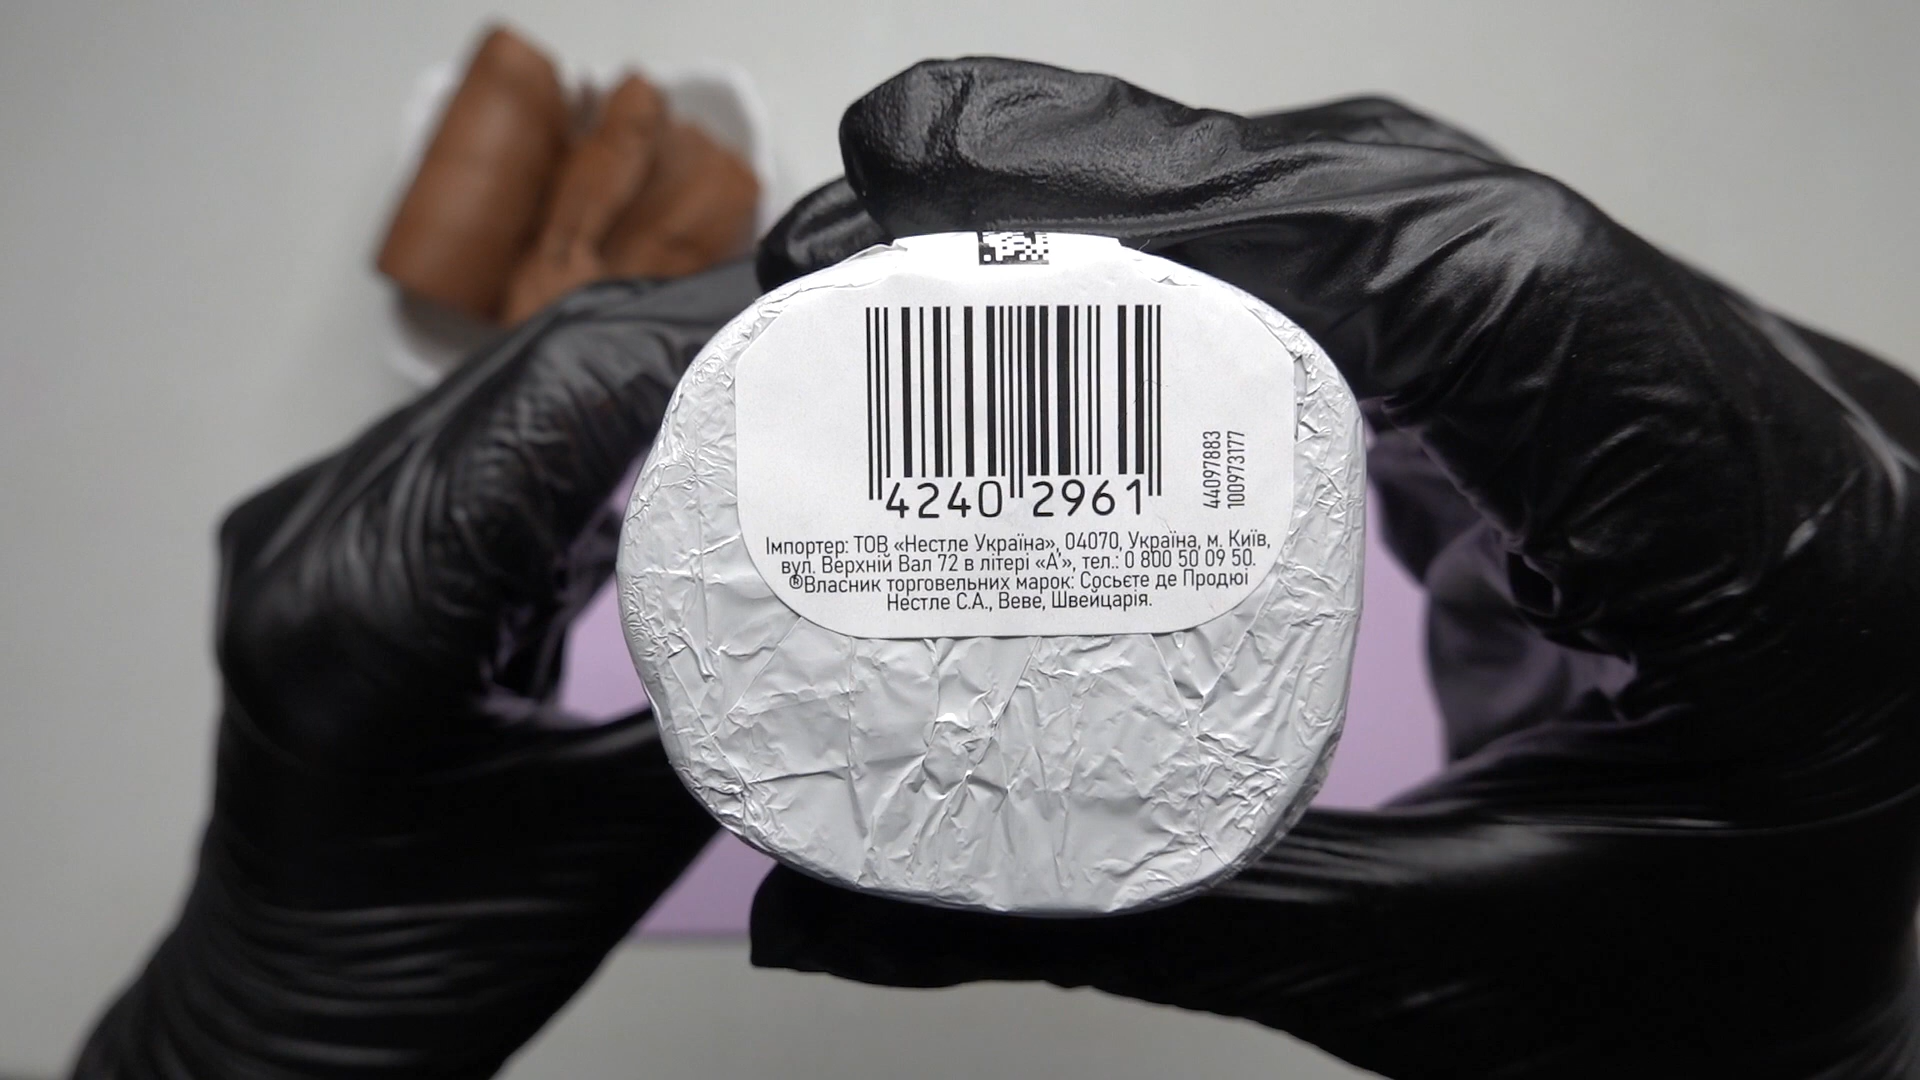 4240 2961
44097883
100973177
Імпортер: ТОВ «Нестле Україна», 04070, Україна, м. Київ,
вул. Верхній Вал 72 в літері «А», тел.: 0 800 50 09 50.
®Власник торговельних марок: Сосьєте де Продюі
Нестле С.А., Веве, Швейцарія.